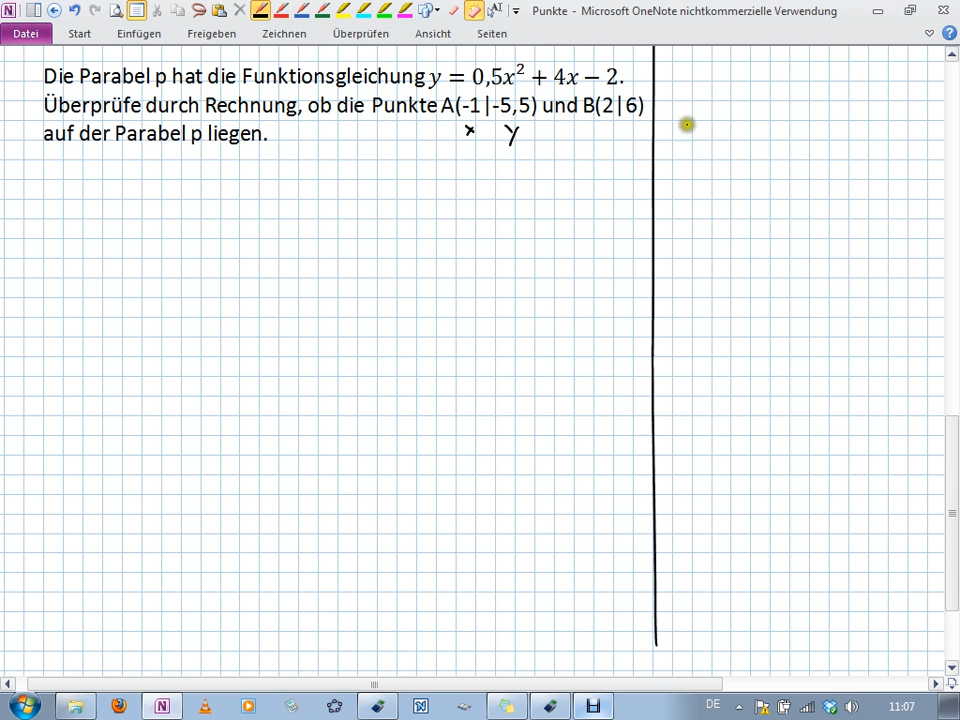 Punkte - Microsoft OneNote nichtkommerzielle Verwendung
Datei Start Einfügen Freigeben Zeichnen Überprüfen Ansicht Seiten
Die Parabel p hat die Funktionsgleichung y = 0,5x² + 4x − 2.
Überprüfe durch Rechnung, ob die Punkte A(-1|-5,5) und B(2|6)
auf der Parabel p liegen.
x y
DE 11:07